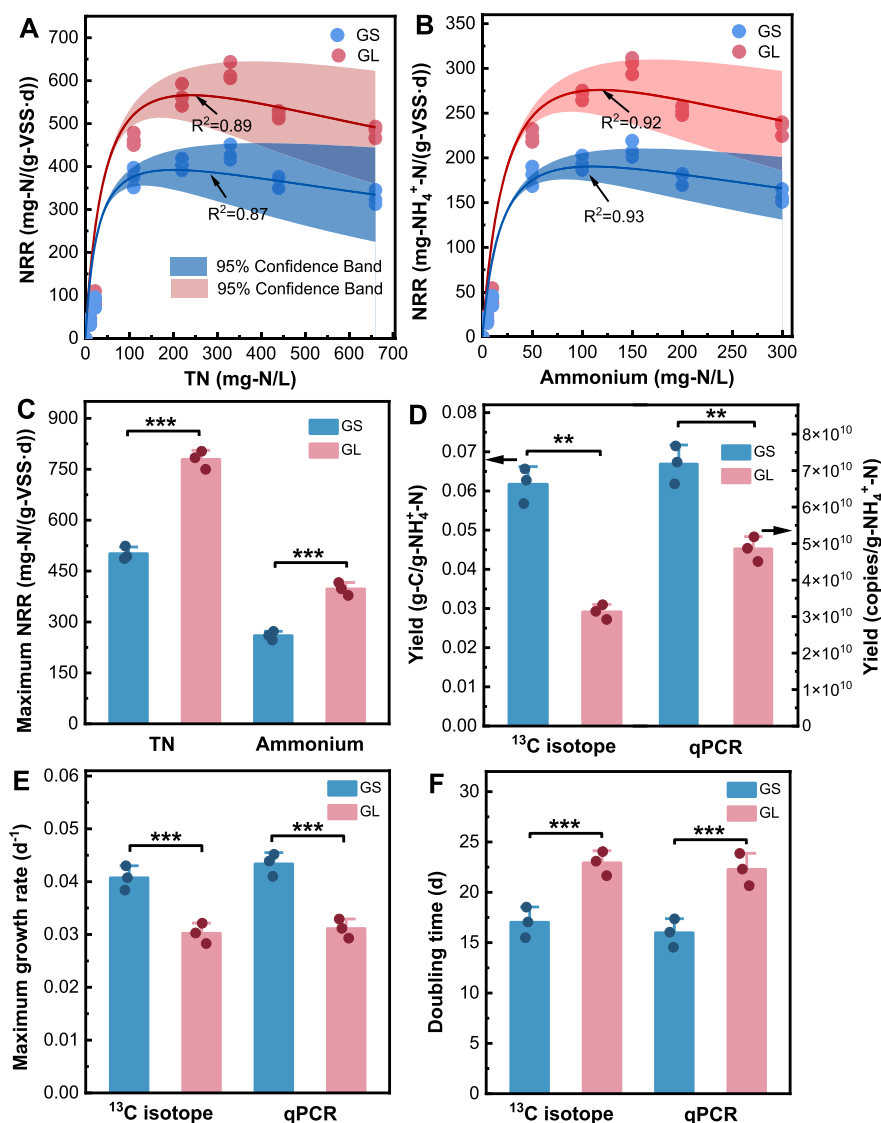 A
GS
GL
R²=0.89
R²=0.87
95% Confidence Band
95% Confidence Band
NRR (mg-N/(g-VSS·d))
700
600
500
400
300
200
100
0
0 100 200 300 400 500 600 700
TN (mg-N/L)
B
GS
GL
R²=0.92
R²=0.93
NRR (mg-NH₄⁺-N/(g-VSS·d))
350
300
250
200
150
100
50
0
0 50 100 150 200 250 300
Ammonium (mg-N/L)
C
GS
GL
***
***
Maximum NRR (mg-N/(g-VSS·d))
900
750
600
450
300
150
0
TN Ammonium
D
GS
GL
**
**
Yield (g-C/g-NH₄⁺-N)
0.08
0.07
0.06
0.05
0.04
0.03
0.02
0.01
0.00
8×10¹⁰
7×10¹⁰
6×10¹⁰
5×10¹⁰
4×10¹⁰
3×10¹⁰
2×10¹⁰
1×10¹⁰
0
Yield (copies/g-NH₄⁺-N)
¹³C isotope qPCR
E
GS
GL
***
***
Maximum growth rate (d⁻¹)
0.06
0.05
0.04
0.03
0.02
0.01
0.00
¹³C isotope qPCR
F
GS
GL
***
***
Doubling time (d)
30
25
20
15
10
5
0
¹³C isotope qPCR